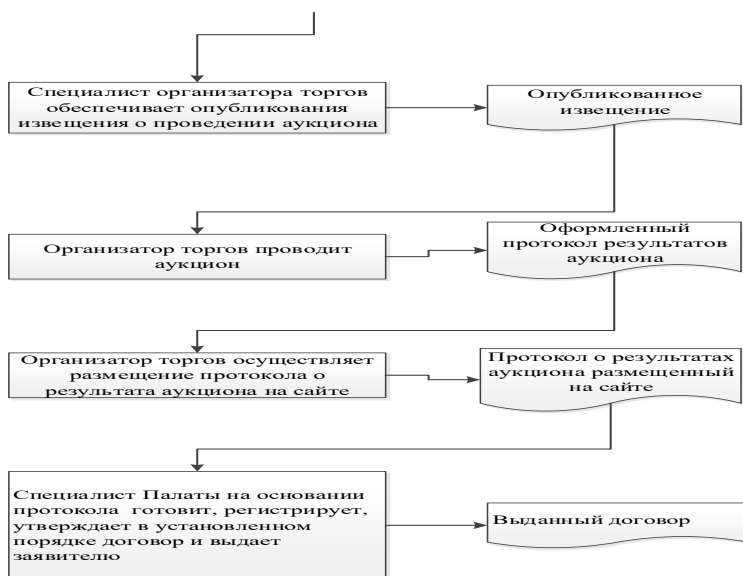 Специалист организатора торгов
обеспечивает опубликования
извещения о проведении аукциона
Опубликованное
извещение
Организатор торгов проводит
аукцион
Оформленный
протокол результатов
аукциона
Организатор торгов осуществляет
размещение протокола о
результата аукциона на сайте
Протокол о результатах
аукциона размещенный
на сайте
Специалист Палаты на основании
протокола готовит, регистрирует,
утверждает в установленном
порядке договор и выдает
заявителю
Выданный договор